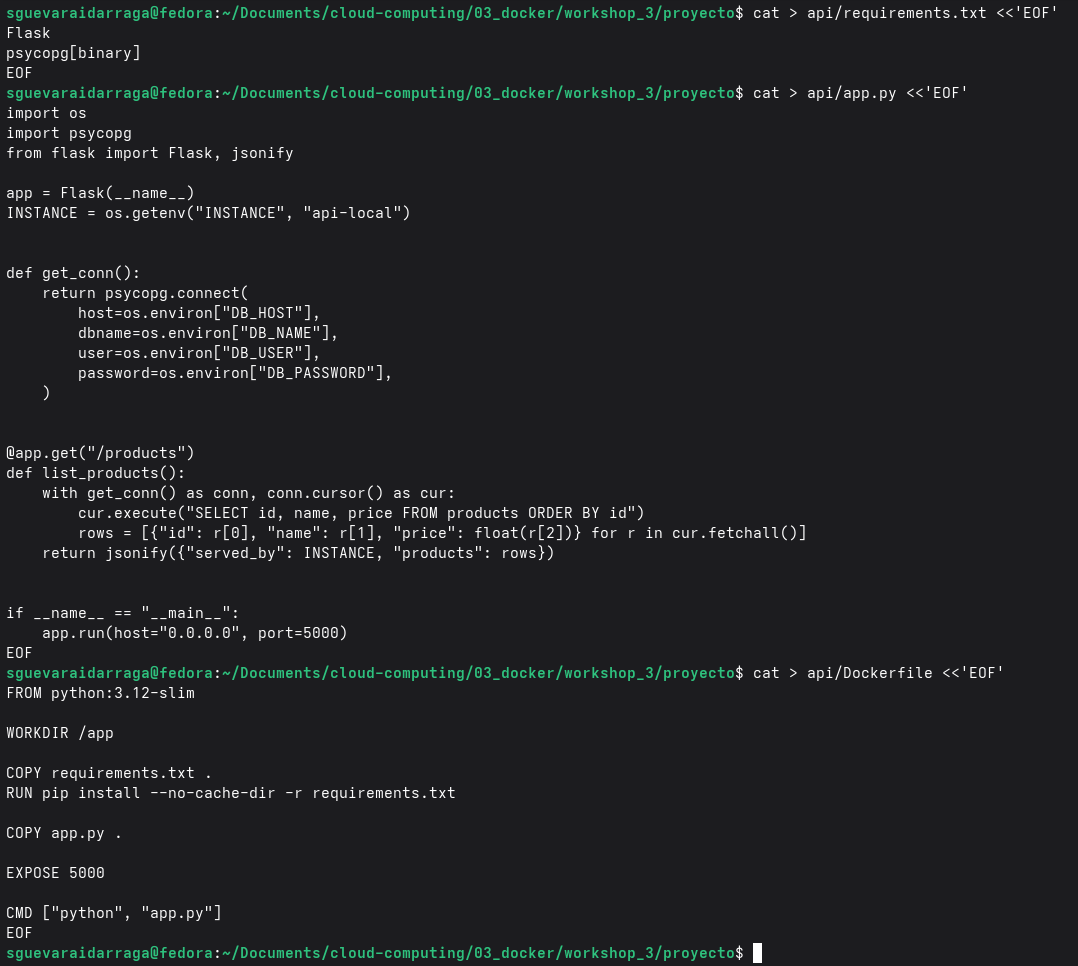 sguevaraidarraga@fedora:~/Documents/cloud-computing/03_docker/workshop_3/proyecto$ cat > api/requirements.txt <<'EOF'
Flask
psycopg[binary]
EOF
sguevaraidarraga@fedora:~/Documents/cloud-computing/03_docker/workshop_3/proyecto$ cat > api/app.py <<'EOF'
import os
import psycopg
from flask import Flask, jsonify

app = Flask(__name__)
INSTANCE = os.getenv("INSTANCE", "api-local")


def get_conn():
    return psycopg.connect(
        host=os.environ["DB_HOST"],
        dbname=os.environ["DB_NAME"],
        user=os.environ["DB_USER"],
        password=os.environ["DB_PASSWORD"],
    )


@app.get("/products")
def list_products():
    with get_conn() as conn, conn.cursor() as cur:
        cur.execute("SELECT id, name, price FROM products ORDER BY id")
        rows = [{"id": r[0], "name": r[1], "price": float(r[2])} for r in cur.fetchall()]
    return jsonify({"served_by": INSTANCE, "products": rows})


if __name__ == "__main__":
    app.run(host="0.0.0.0", port=5000)
EOF
sguevaraidarraga@fedora:~/Documents/cloud-computing/03_docker/workshop_3/proyecto$ cat > api/Dockerfile <<'EOF'
FROM python:3.12-slim

WORKDIR /app

COPY requirements.txt .
RUN pip install --no-cache-dir -r requirements.txt

COPY app.py .

EXPOSE 5000

CMD ["python", "app.py"]
EOF
sguevaraidarraga@fedora:~/Documents/cloud-computing/03_docker/workshop_3/proyecto$